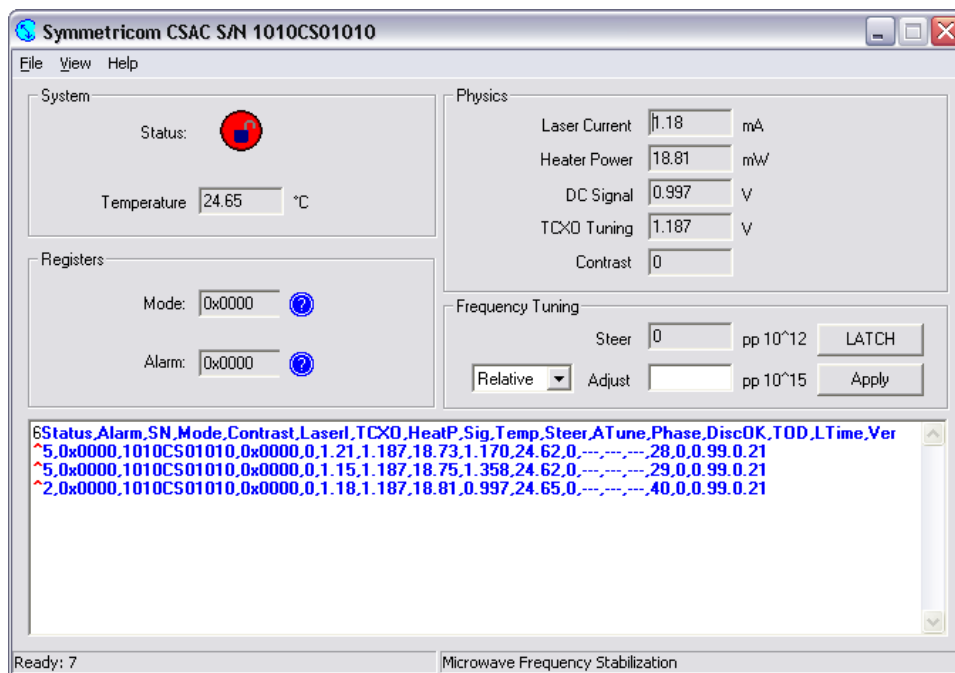 Symmetricom CSAC S/N 1010CS01010
File View Help
System
Status:
Temperature 24.65 °C
Registers
Mode: 0x0000 ?
Alarm: 0x0000 ?
Physics
Laser Current 1.18 mA
Heater Power 18.81 mW
DC Signal 0.997 V
TCXO Tuning 1.187 V
Contrast 0
Frequency Tuning
Steer 0 pp 10^12 LATCH
Relative Adjust pp 10^15 Apply
6Status,Alarm,SN,Mode,Contrast,LaserI,TCXO,HeatP,Sig,Temp,Steer,ATune,Phase,DiscOK,TOD,LTime,Ver
^5,0x0000,1010CS01010,0x0000,0,1.21,1.187,18.73,1.170,24.62,0,---,---,---,28,0,0.99.0.21
^5,0x0000,1010CS01010,0x0000,0,1.15,1.187,18.75,1.358,24.62,0,---,---,---,29,0,0.99.0.21
^2,0x0000,1010CS01010,0x0000,0,1.18,1.187,18.81,0.997,24.65,0,---,---,---,40,0,0.99.0.21
Ready: 7
Microwave Frequency Stabilization